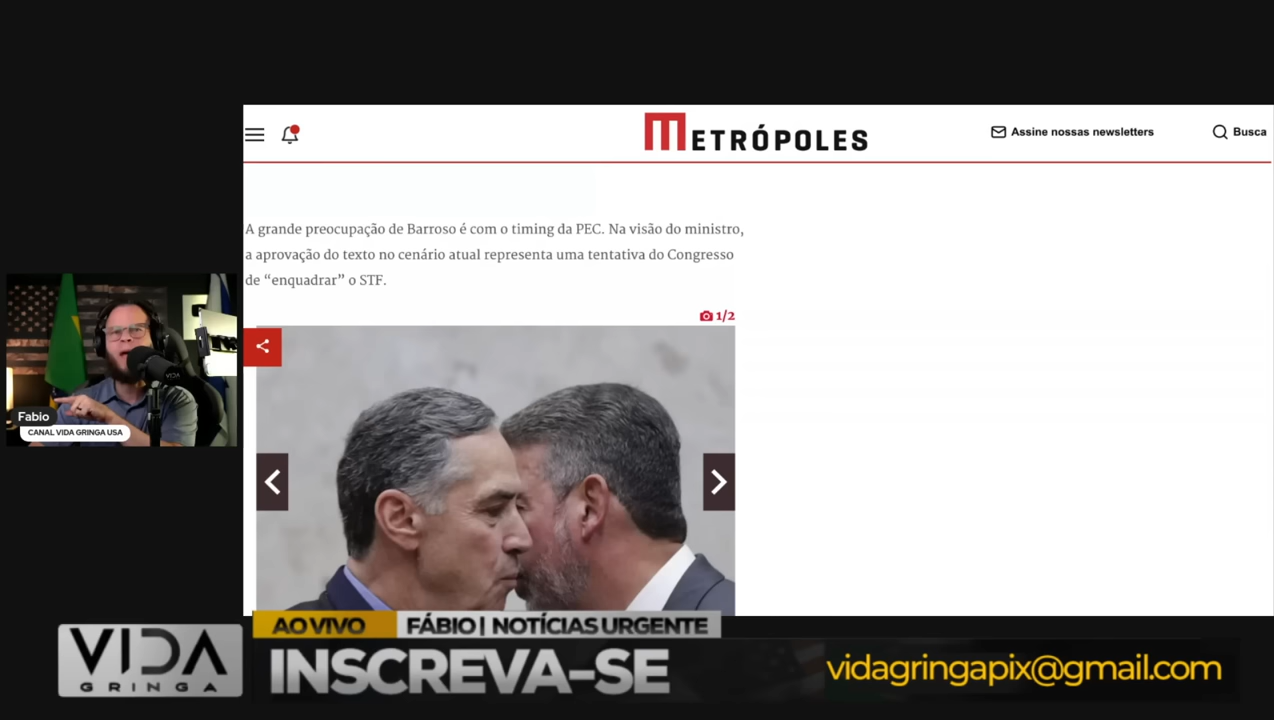 METRÓPOLES
Assine nossas newsletters
Busca
A grande preocupação de Barroso é com o timing da PEC. Na visão do ministro,
a aprovação do texto no cenário atual representa uma tentativa do Congresso
de “enquadrar” o STF.
1/2
VIDA
Fabio
CANAL VIDA GRINGA USA
AO VIVO
FÁBIO | NOTÍCIAS URGENTE
VIDA
GRINGA
INSCREVA-SE
vidagringapix@gmail.com